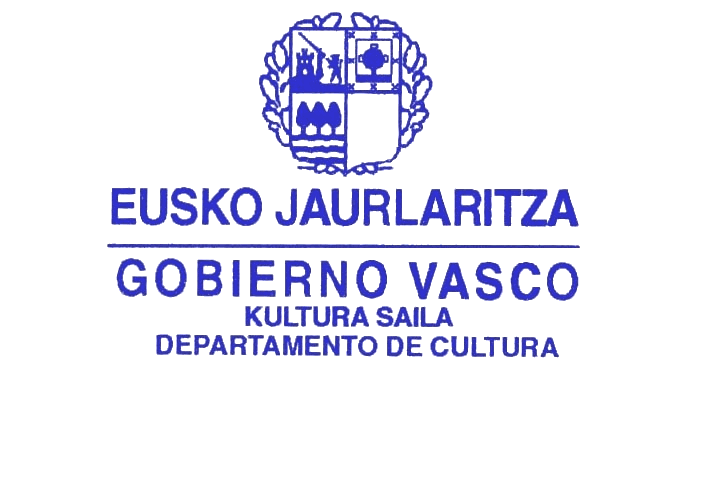 EUSKO JAURLARITZA
GOBIERNO VASCO
KULTURA SAILA
DEPARTAMENTO DE CULTURA